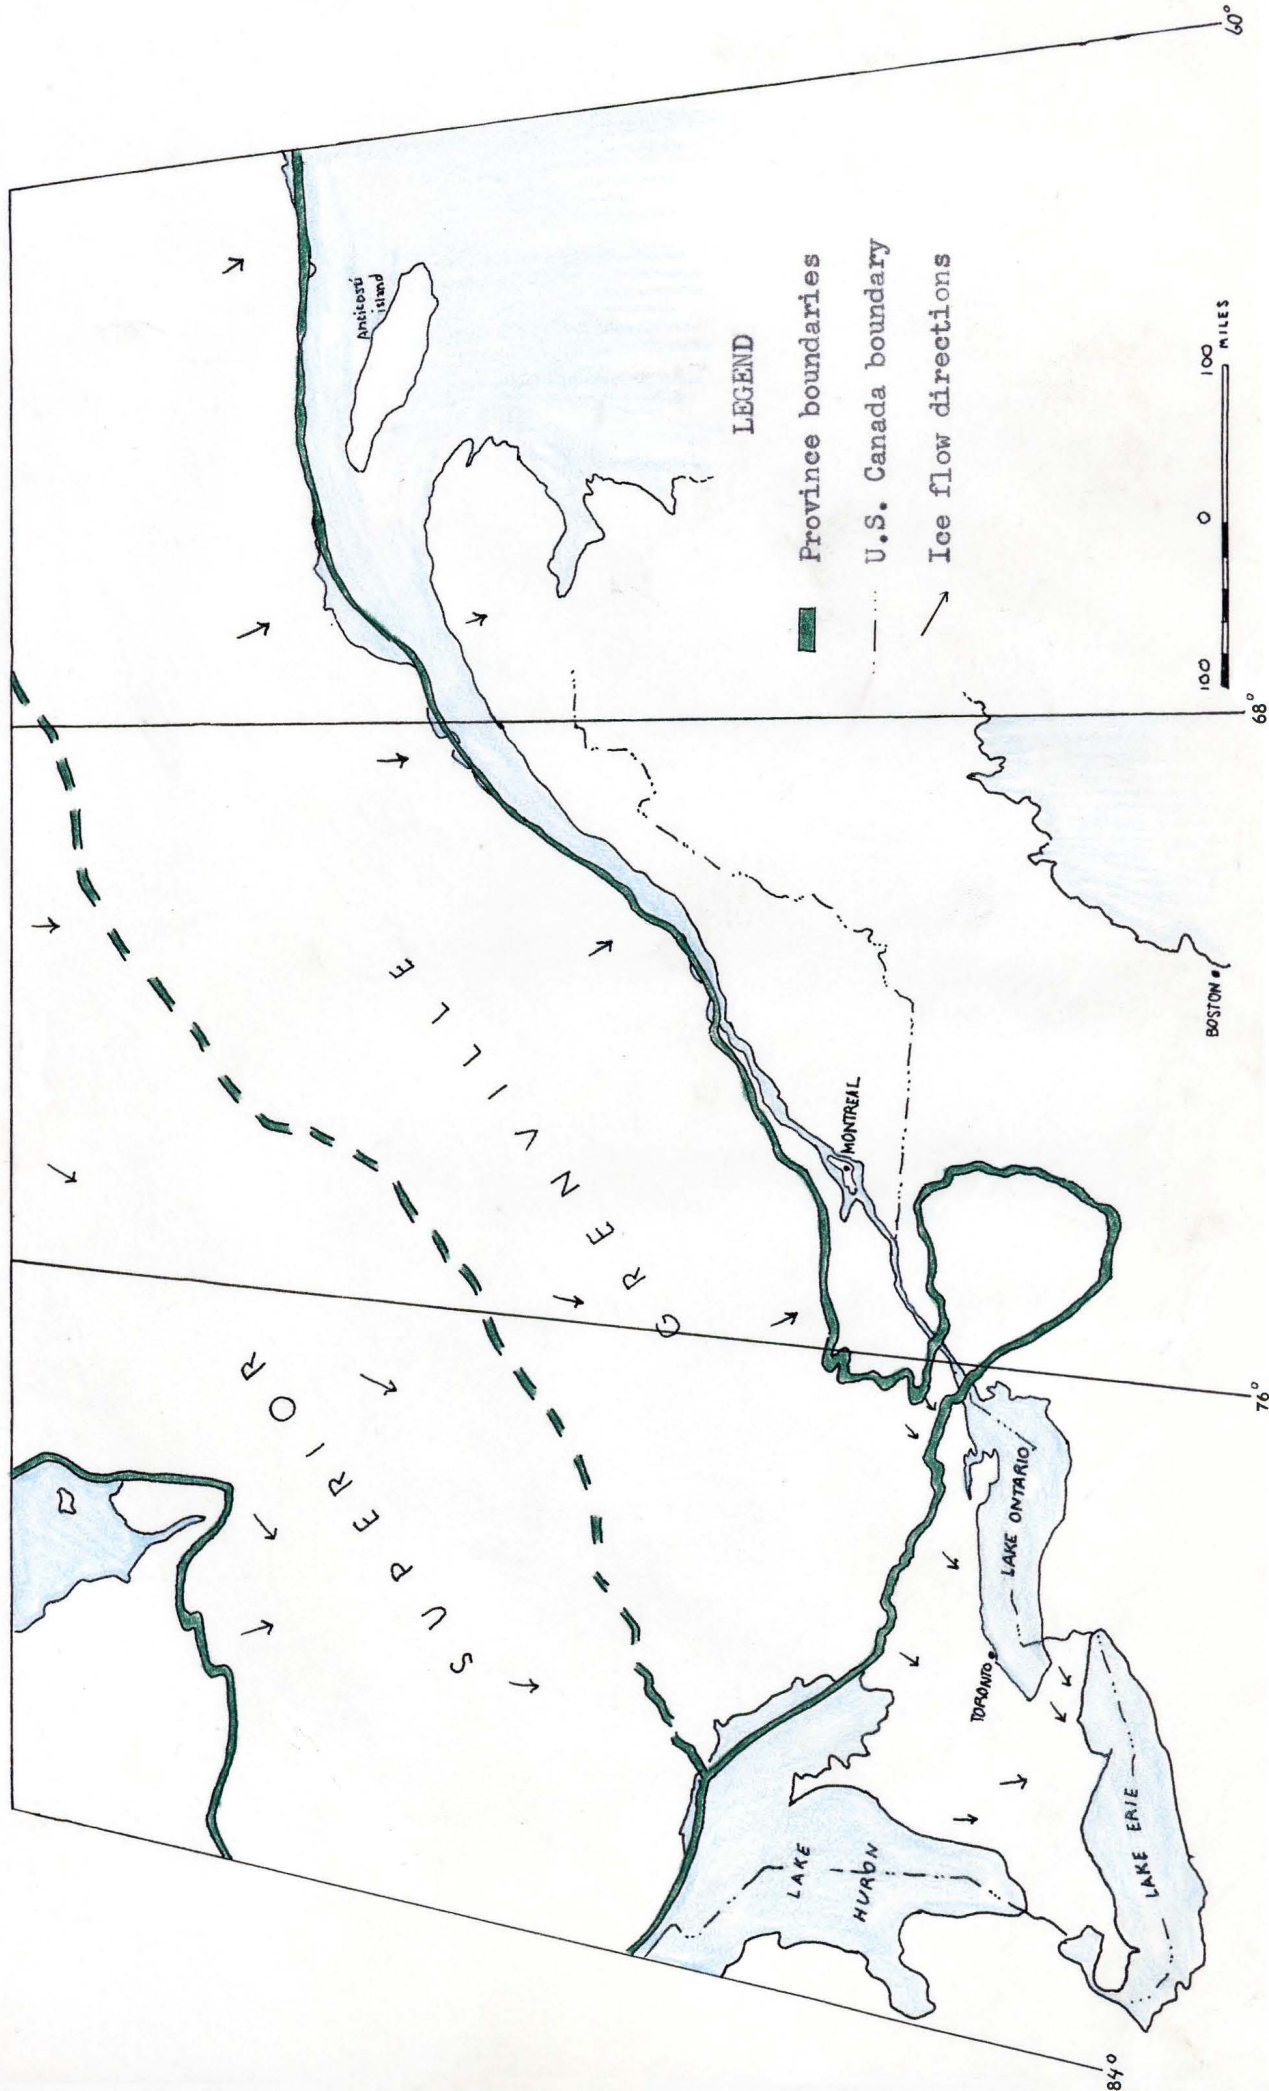 60°
Anticosti
island
LEGEND
Province boundaries
U.S. Canada boundary
Ice flow directions
100 0 100
MILES
68°
GRENVILLE
SUPERIOR
MONTREAL
BOSTON
76°
LAKE ONTARIO
TORONTO
LAKE
HURON
LAKE ERIE
84°